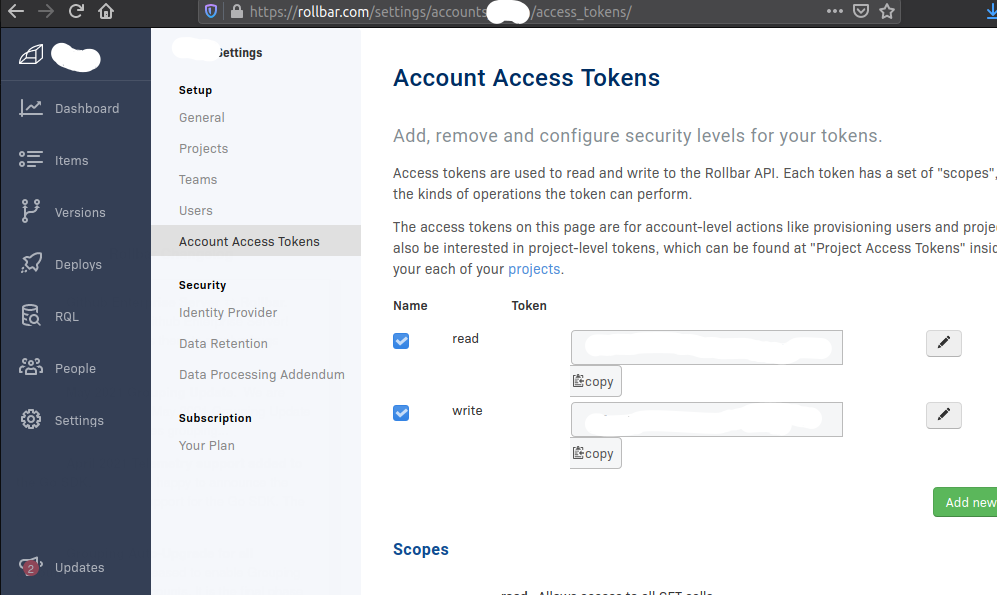 https://rollbar.com/settings/accounts /access_tokens/
Dashboard
Items
Versions
Deploys
RQL
People
Settings
2 Updates
Settings
Setup
General
Projects
Teams
Users
Account Access Tokens
Security
Identity Provider
Data Retention
Data Processing Addendum
Subscription
Your Plan
Account Access Tokens
Add, remove and configure security levels for your tokens.
Access tokens are used to read and write to the Rollbar API. Each token has a set of "scopes",
the kinds of operations the token can perform.
The access tokens on this page are for account-level actions like provisioning users and projec
also be interested in project-level tokens, which can be found at "Project Access Tokens" insid
your each of your projects.
Name Token
read
copy
write
copy
Add new
Scopes
read - Allows access to all GET calls